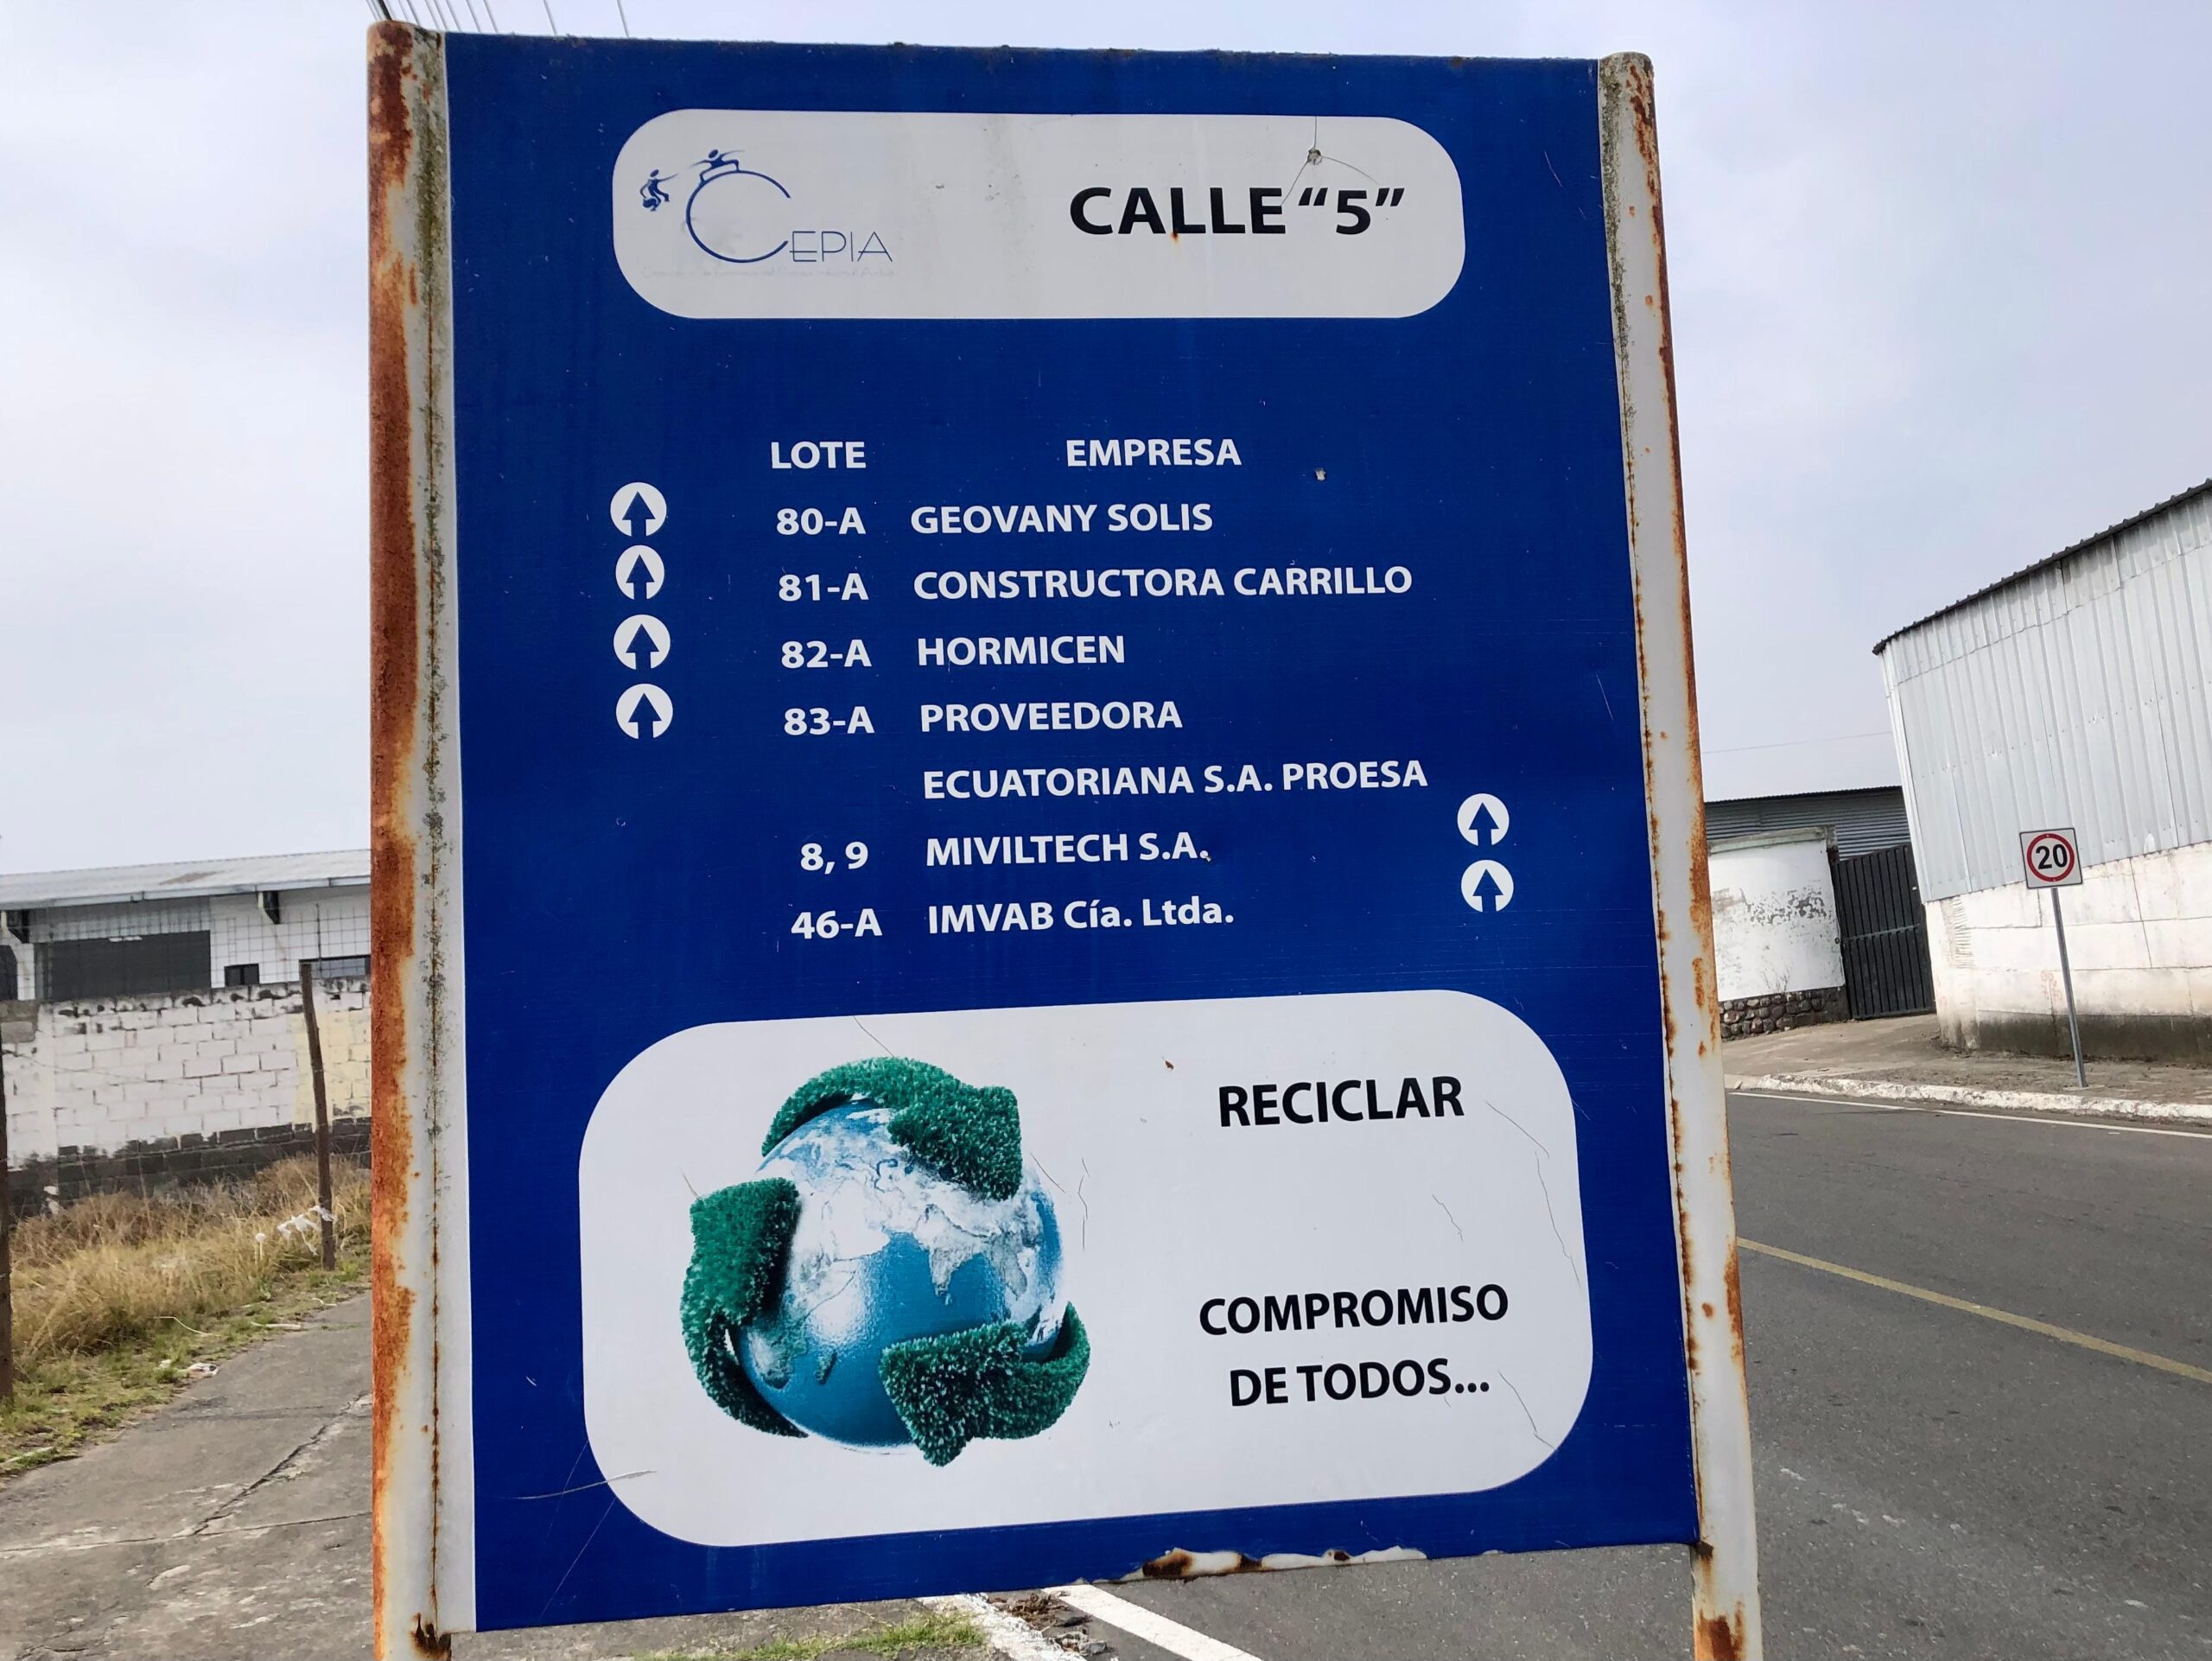 CEPIA
CALLE “5”
LOTE EMPRESA
80-A GEOVANY SOLIS
81-A CONSTRUCTORA CARRILLO
82-A HORMICEN
83-A PROVEEDORA
ECUATORIANA S.A. PROESA
8, 9 MIVILTECH S.A.
46-A IMVAB Cía. Ltda.
RECICLAR
COMPROMISO
DE TODOS...
20